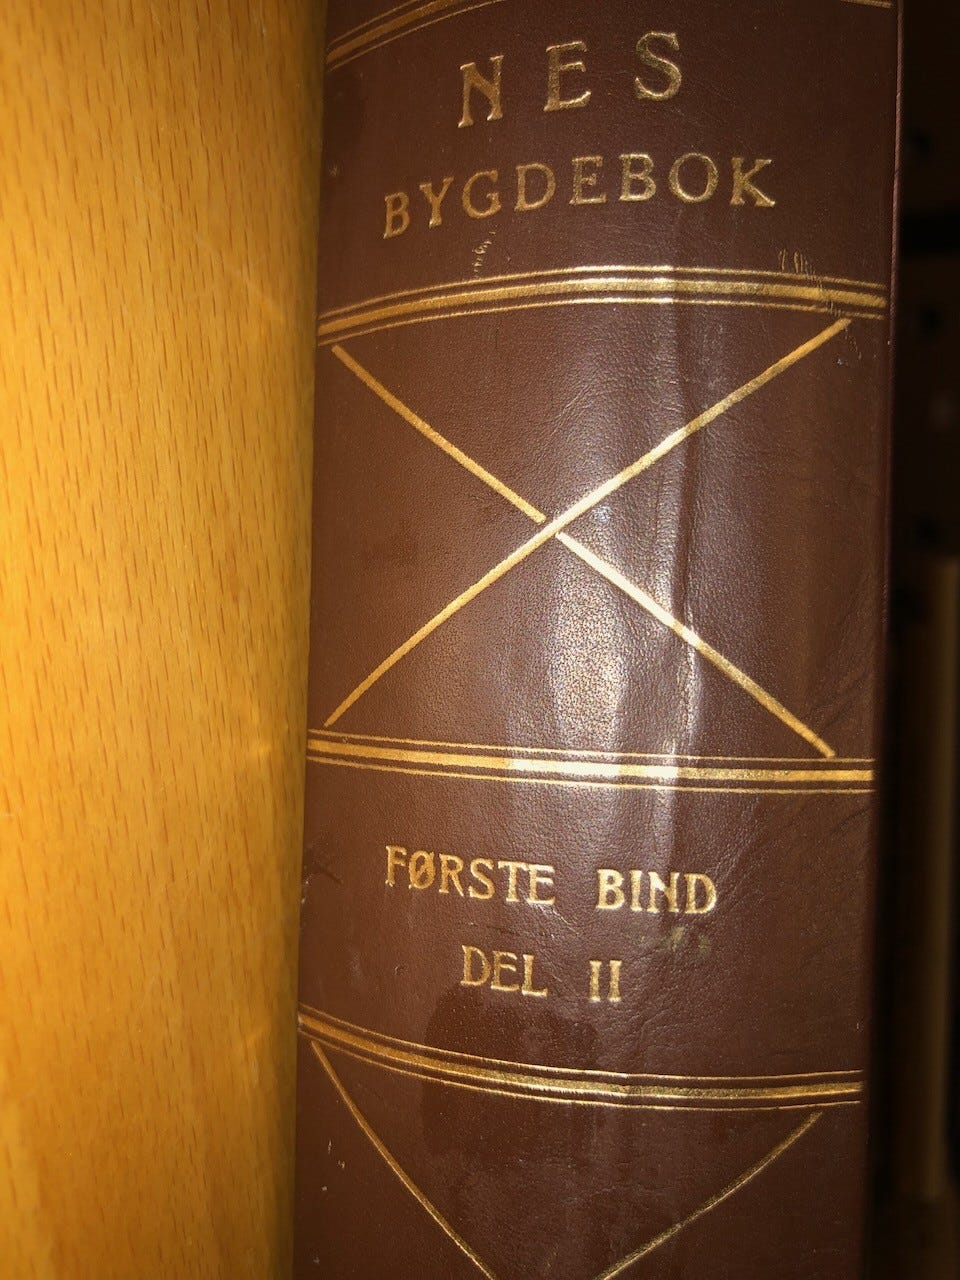 NES
BYGDEBOK
FØRSTE BIND
DEL II